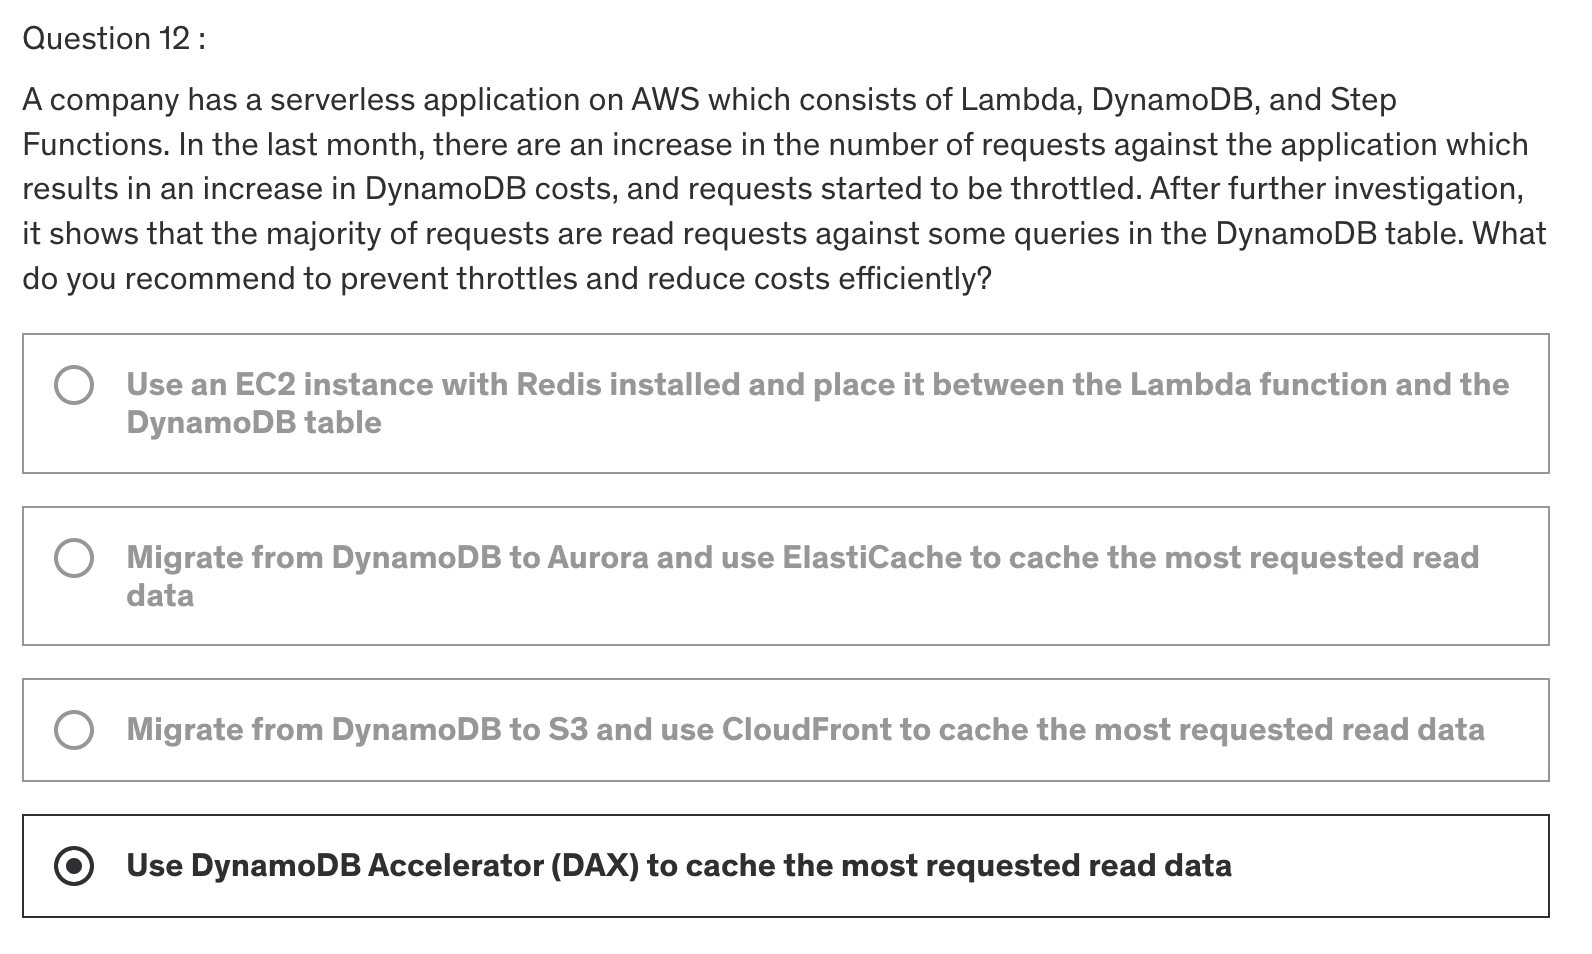 Question 12 :
A company has a serverless application on AWS which consists of Lambda, DynamoDB, and Step
Functions. In the last month, there are an increase in the number of requests against the application which
results in an increase in DynamoDB costs, and requests started to be throttled. After further investigation,
it shows that the majority of requests are read requests against some queries in the DynamoDB table. What
do you recommend to prevent throttles and reduce costs efficiently?
Use an EC2 instance with Redis installed and place it between the Lambda function and the
DynamoDB table
Migrate from DynamoDB to Aurora and use ElastiCache to cache the most requested read
data
Migrate from DynamoDB to S3 and use CloudFront to cache the most requested read data
Use DynamoDB Accelerator (DAX) to cache the most requested read data